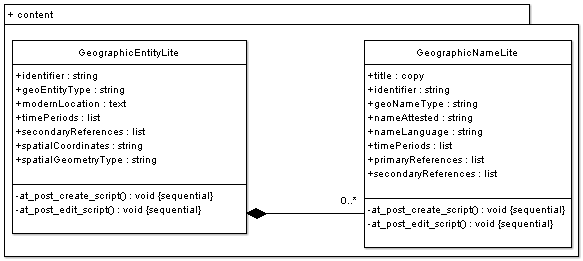 + content
GeographicEntityLite
+identifier : string
+geoEntityType : string
+modernLocation : text
+timePeriods : list
+secondaryReferences : list
+spatialCoordinates : string
+spatialGeometryType : string
-at_post_create_script() : void {sequential}
-at_post_edit_script() : void {sequential}
0..*
GeographicNameLite
+title : copy
+identifier : string
+geoNameType : string
+nameAttested : string
+nameLanguage : string
+timePeriods : list
+primaryReferences : list
+secondaryReferences : list
-at_post_create_script() : void {sequential}
-at_post_edit_script() : void {sequential}